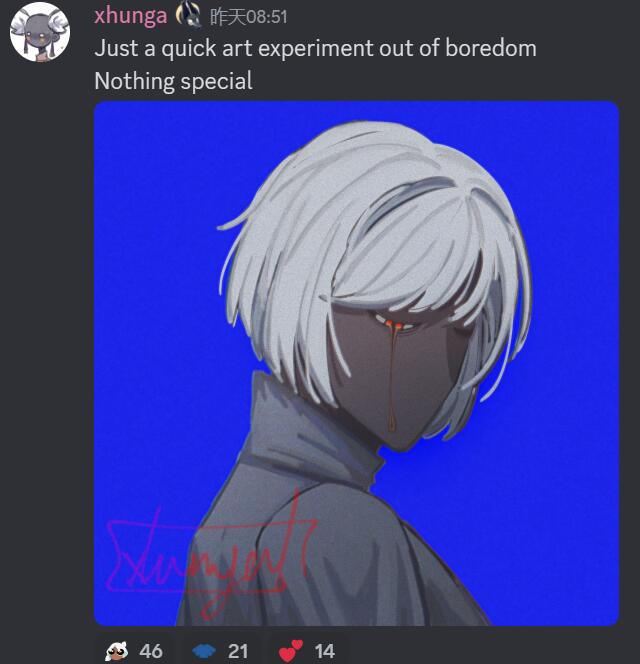 xhunga 昨天08:51
Just a quick art experiment out of boredom
Nothing special
46 21 14